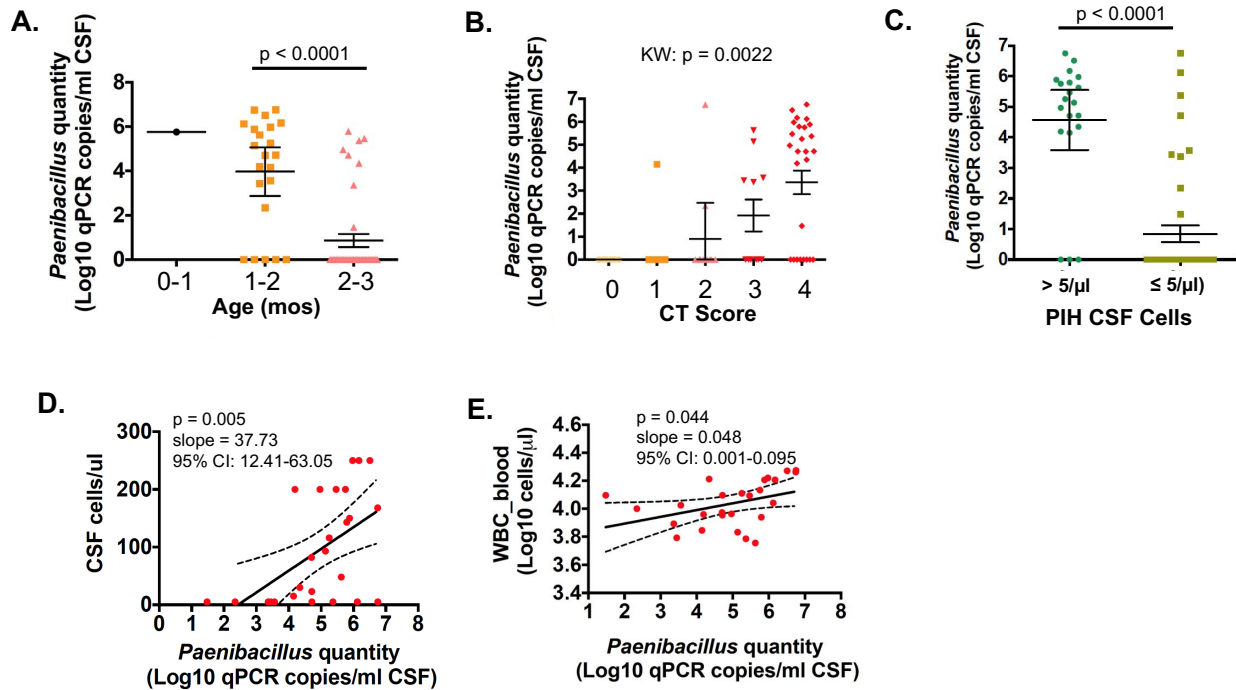 A.
p < 0.0001
Paenibacillus quantity
(Log10 qPCR copies/ml CSF)
8
6
4
2
0
0-1
1-2
2-3
Age (mos)
B.
KW: p = 0.0022
Paenibacillus quantity
(Log10 qPCR copies/ml CSF)
7
6
5
4
3
2
1
0
0
1
2
3
4
CT Score
C.
p < 0.0001
Paenibacillus quantity
(Log10 qPCR copies/ml CSF)
7
6
5
4
3
2
1
0
> 5/µl
≤ 5/µl)
PIH CSF Cells
D.
p = 0.005
slope = 37.73
95% CI: 12.41-63.05
CSF cells/ul
300
200
100
0
0 1 2 3 4 5 6 7 8
Paenibacillus quantity
(Log10 qPCR copies/ml CSF)
E.
p = 0.044
slope = 0.048
95% CI: 0.001-0.095
WBC_blood
(Log10 cells/µl)
4.6
4.4
4.2
4.0
3.8
3.6
3.4
1 2 3 4 5 6 7 8
Paenibacillus quantity
(Log10 qPCR copies/ml CSF)